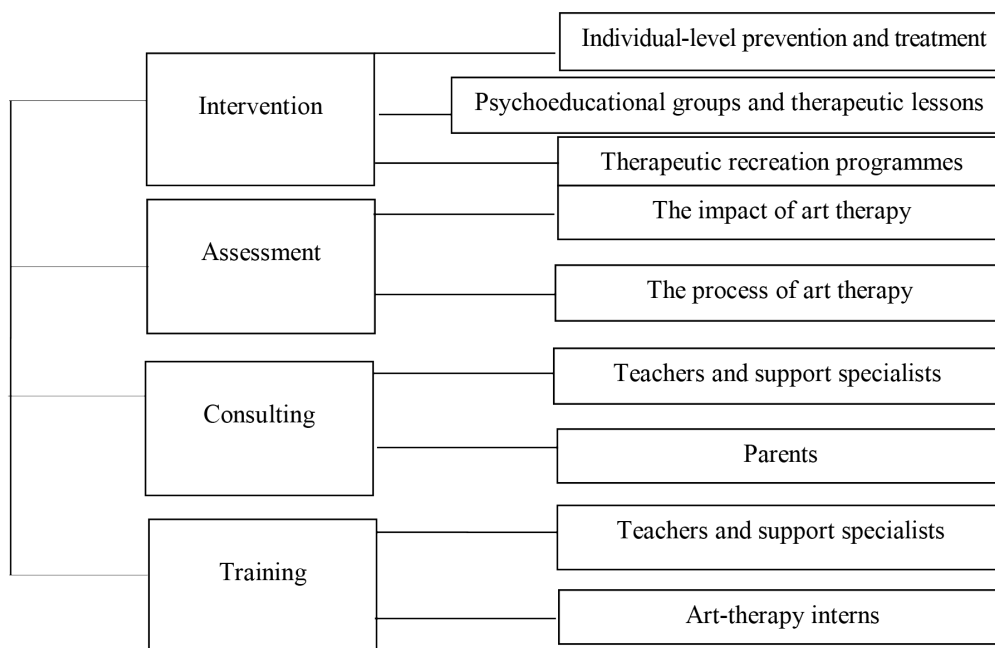 Intervention
Individual-level prevention and treatment
Psychoeducational groups and therapeutic lessons
Therapeutic recreation programmes
Assessment
The impact of art therapy
The process of art therapy
Consulting
Teachers and support specialists
Parents
Training
Teachers and support specialists
Art-therapy interns